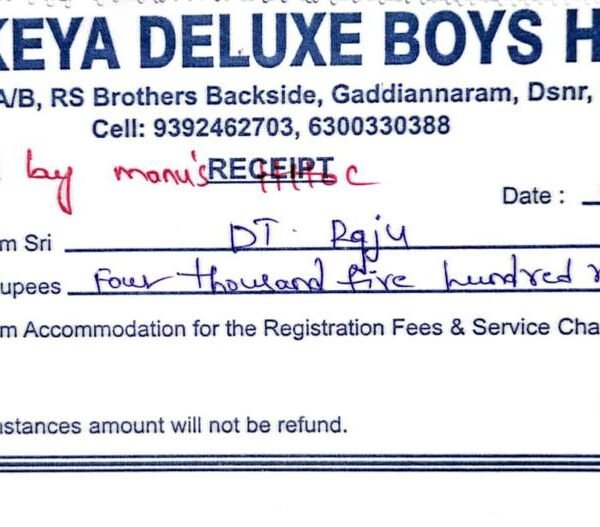 KEYA DELUXE BOYS H
A/B, RS Brothers Backside, Gaddiannaram, Dsnr,
Cell: 9392462703, 6300330388
by manu's
RECEIPT
Date :
m Sri DT. Raju
upees Four thousand five hundred
m Accommodation for the Registration Fees & Service Cha
nstances amount will not be refund.